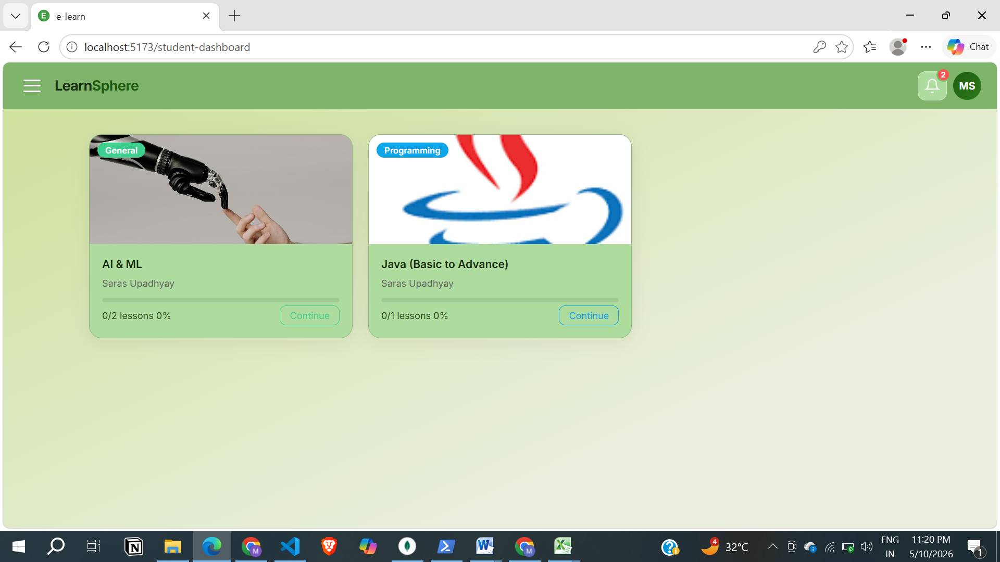 E e-learn
localhost:5173/student-dashboard
Chat
LearnSphere
2
MS
General
Programming
AI & ML
Java (Basic to Advance)
Saras Upadhyay
Saras Upadhyay
0/2 lessons 0%
Continue
0/1 lessons 0%
Continue
4
32°C
ENG
IN
11:20 PM
5/10/2026
1